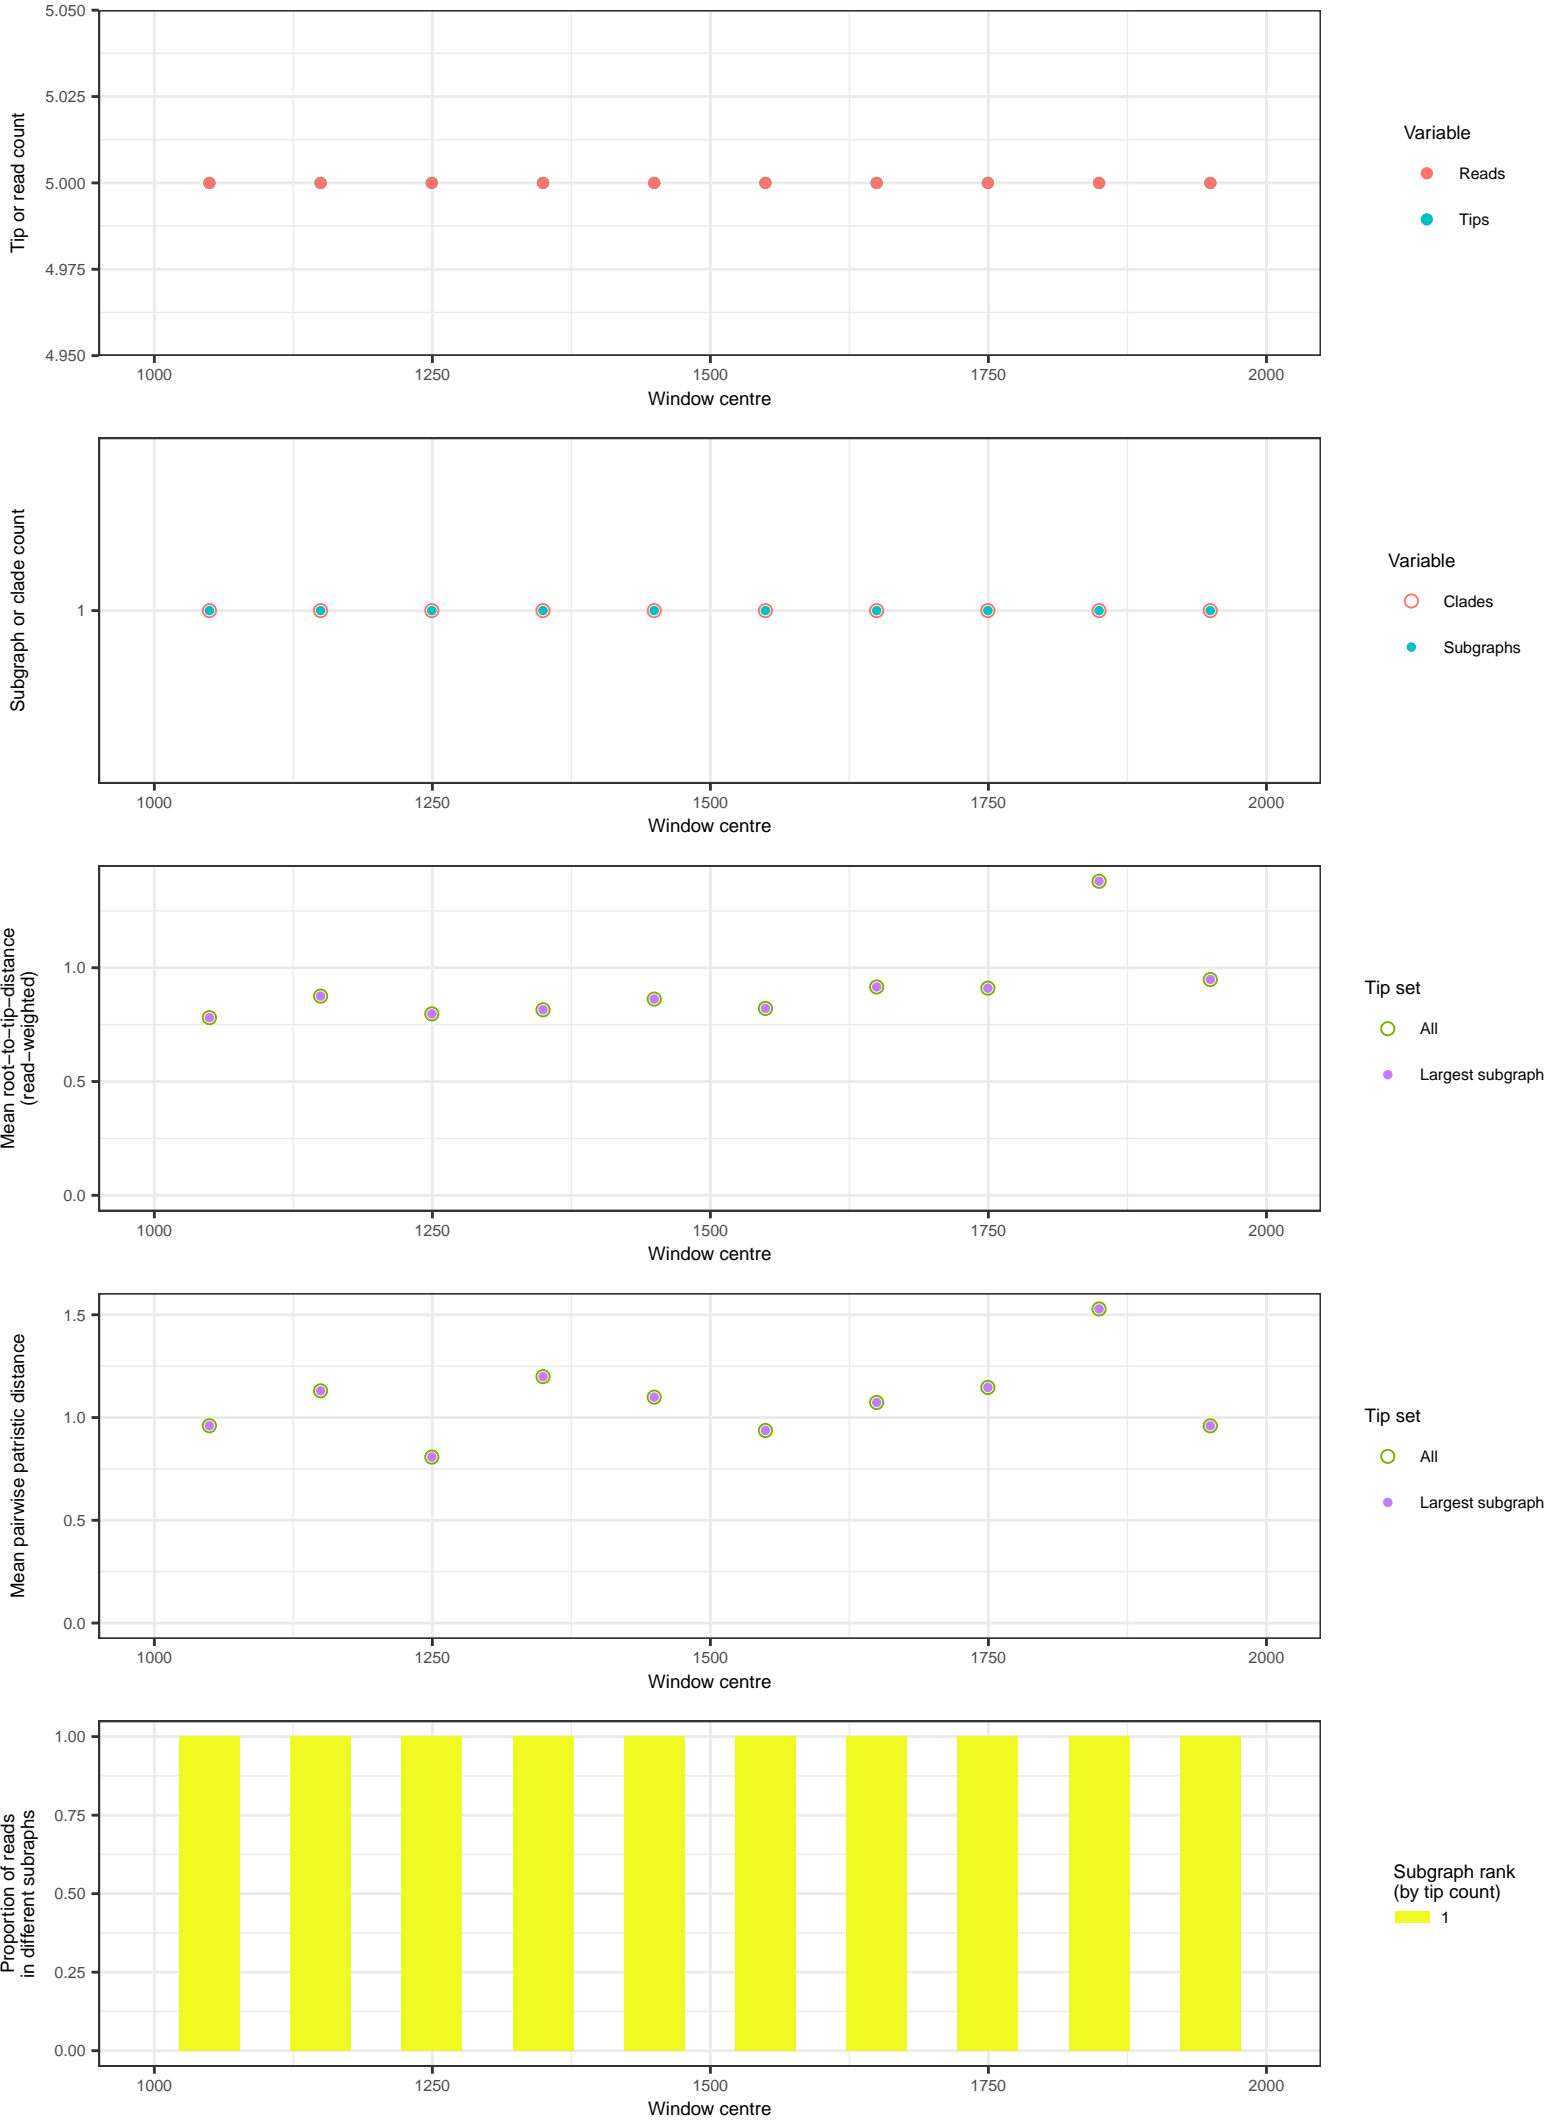 5.050
5.025
5.000
4.975
4.950
Tip or read count
1000 1250 1500 1750 2000
Window centre
Variable
Reads
Tips
Subgraph or clade count
1
1000 1250 1500 1750 2000
Window centre
Variable
Clades
Subgraphs
Mean root−to−tip−distance
(read−weighted)
1.0
0.5
0.0
1000 1250 1500 1750 2000
Window centre
Tip set
All
Largest subgraph
Mean pairwise patristic distance
1.5
1.0
0.5
0.0
1000 1250 1500 1750 2000
Window centre
Tip set
All
Largest subgraph
Proportion of reads
in different subraphs
1.00
0.75
0.50
0.25
0.00
1000 1250 1500 1750 2000
Window centre
Subgraph rank
(by tip count)
1